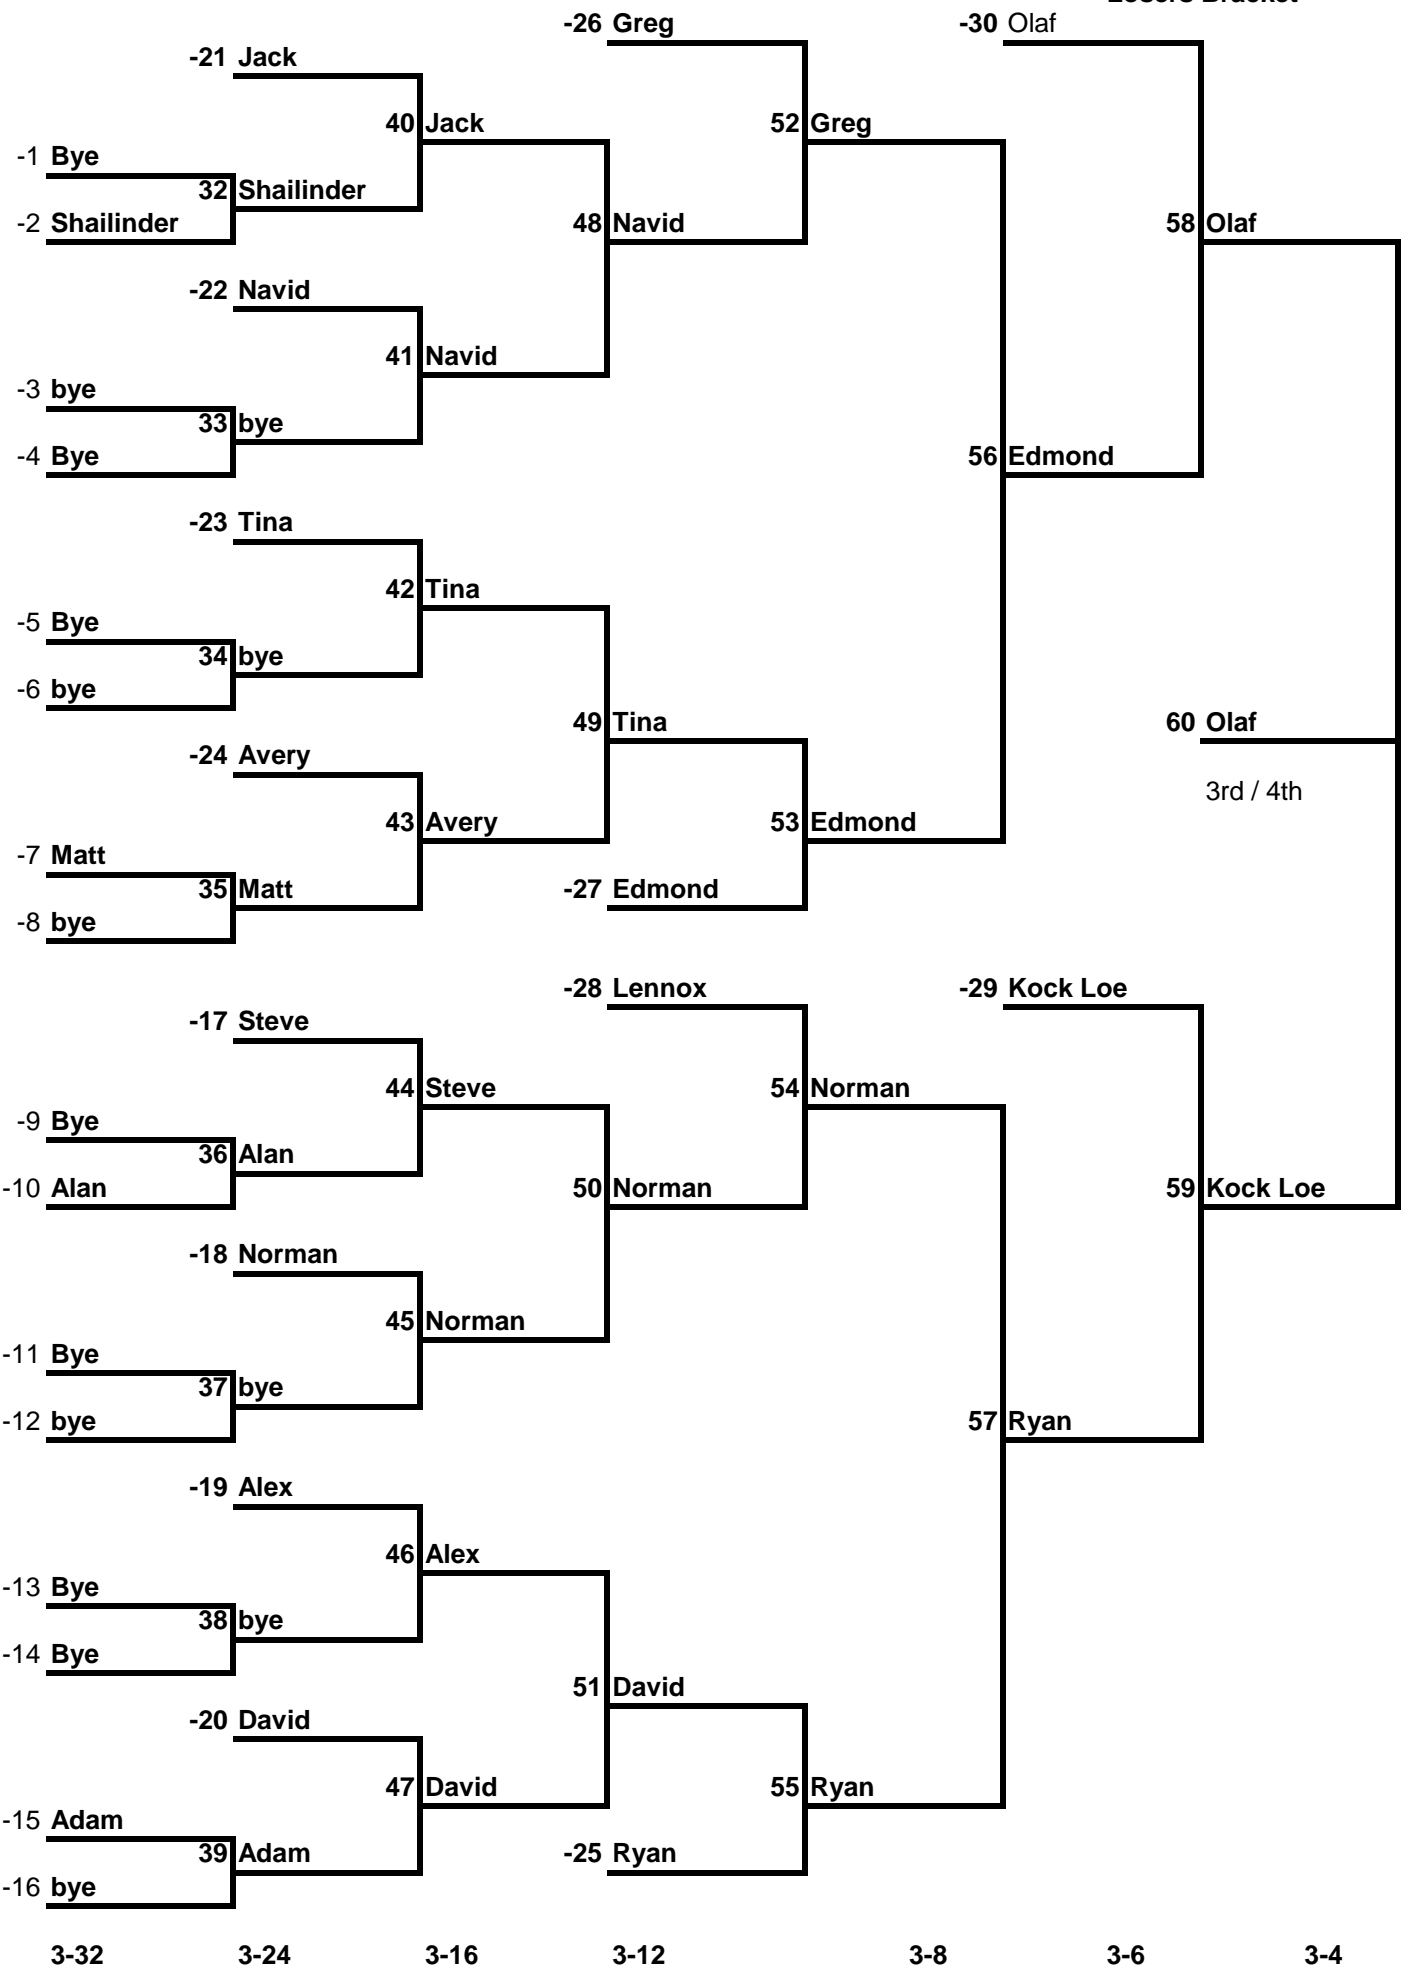 -26 Greg -30 Olaf
-21 Jack
40 Jack 52 Greg
-1 Bye
32 Shailinder
-2 Shailinder 48 Navid 58 Olaf
-22 Navid
41 Navid
-3 bye
33 bye
-4 Bye 56 Edmond
-23 Tina
42 Tina
-5 Bye
34 bye
-6 bye
49 Tina 60 Olaf
-24 Avery
3rd / 4th
43 Avery 53 Edmond
-7 Matt
35 Matt -27 Edmond
-8 bye
-28 Lennox -29 Kock Loe
-17 Steve
44 Steve 54 Norman
-9 Bye
36 Alan
-10 Alan 50 Norman 59 Kock Loe
-18 Norman
45 Norman
-11 Bye
37 bye
-12 bye 57 Ryan
-19 Alex
46 Alex
-13 Bye
38 bye
-14 Bye
51 David
-20 David
47 David 55 Ryan
-15 Adam
39 Adam -25 Ryan
-16 bye
3-32 3-24 3-16 3-12 3-8 3-6 3-4